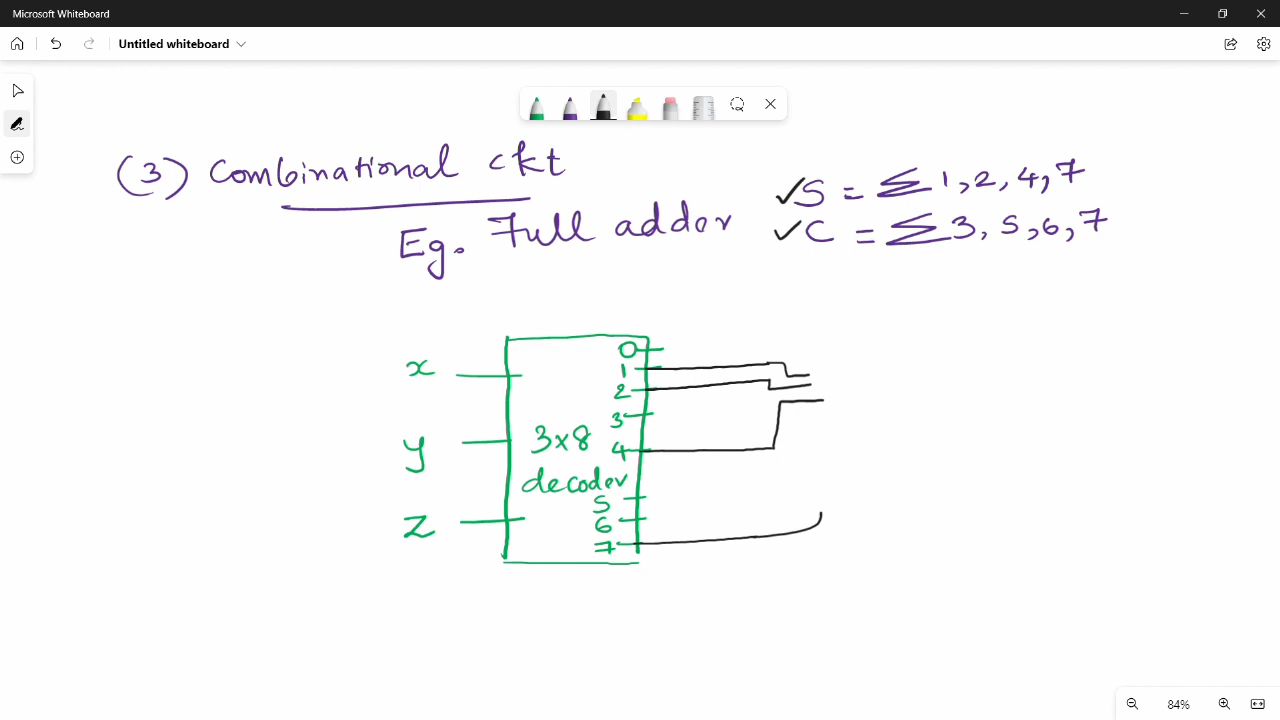 Microsoft Whiteboard
Untitled whiteboard
(3) Combinational ckt
Eg. Full adder
S = Σ 1, 2, 4, 7
C = Σ 3, 5, 6, 7
x
y
z
3x8
decoder
0
1
2
3
4
5
6
7
84%